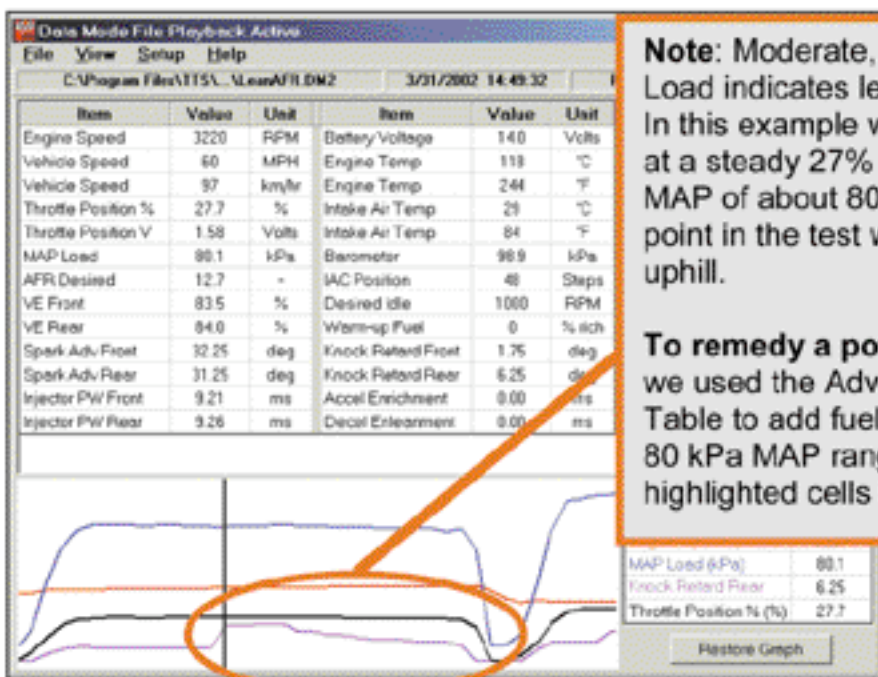 Data Mode File Playback Active
File View Setup Help
C:\Program Files\TTS\...\LeanAFR.DM2 3/31/2002 14:49:32
Item Value Unit Item Value Unit
Engine Speed 3220 RPM Battery Voltage 14.0 Volts
Vehicle Speed 60 MPH Engine Temp 118 °C
Vehicle Speed 97 km/hr Engine Temp 244 °F
Throttle Position % 27.7 % Intake Air Temp 29 °C
Throttle Position V 1.58 Volts Intake Air Temp 84 °F
MAP Load 80.1 kPa Barometer 98.9 kPa
AFR Desired 12.7 - IAC Position 48 Steps
VE Front 83.5 % Desired Idle 1000 RPM
VE Rear 84.0 % Warm-up Fuel 0 % rich
Spark Adv Front 32.25 deg Knock Retard Front 1.75 deg
Spark Adv Rear 31.25 deg Knock Retard Rear 6.25 deg
Injector PW Front 9.21 ms Accel Enrichment 0.00 ms
Injector PW Rear 9.26 ms Decel Enleanment 0.00 ms
Note: Moderate,
Load indicates le
In this example w
at a steady 27%
MAP of about 80
point in the test w
uphill.
To remedy a po
we used the Adv
Table to add fuel
80 kPa MAP rang
highlighted cells
MAP Load (kPa) 80.1
Knock Retard Rear 6.25
Throttle Position % (%) 27.7
Restore Graph